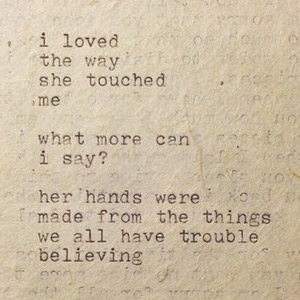 i loved
the way
she touched
me

what more can
i say?

her hands were
made from the things
we all have trouble
believing